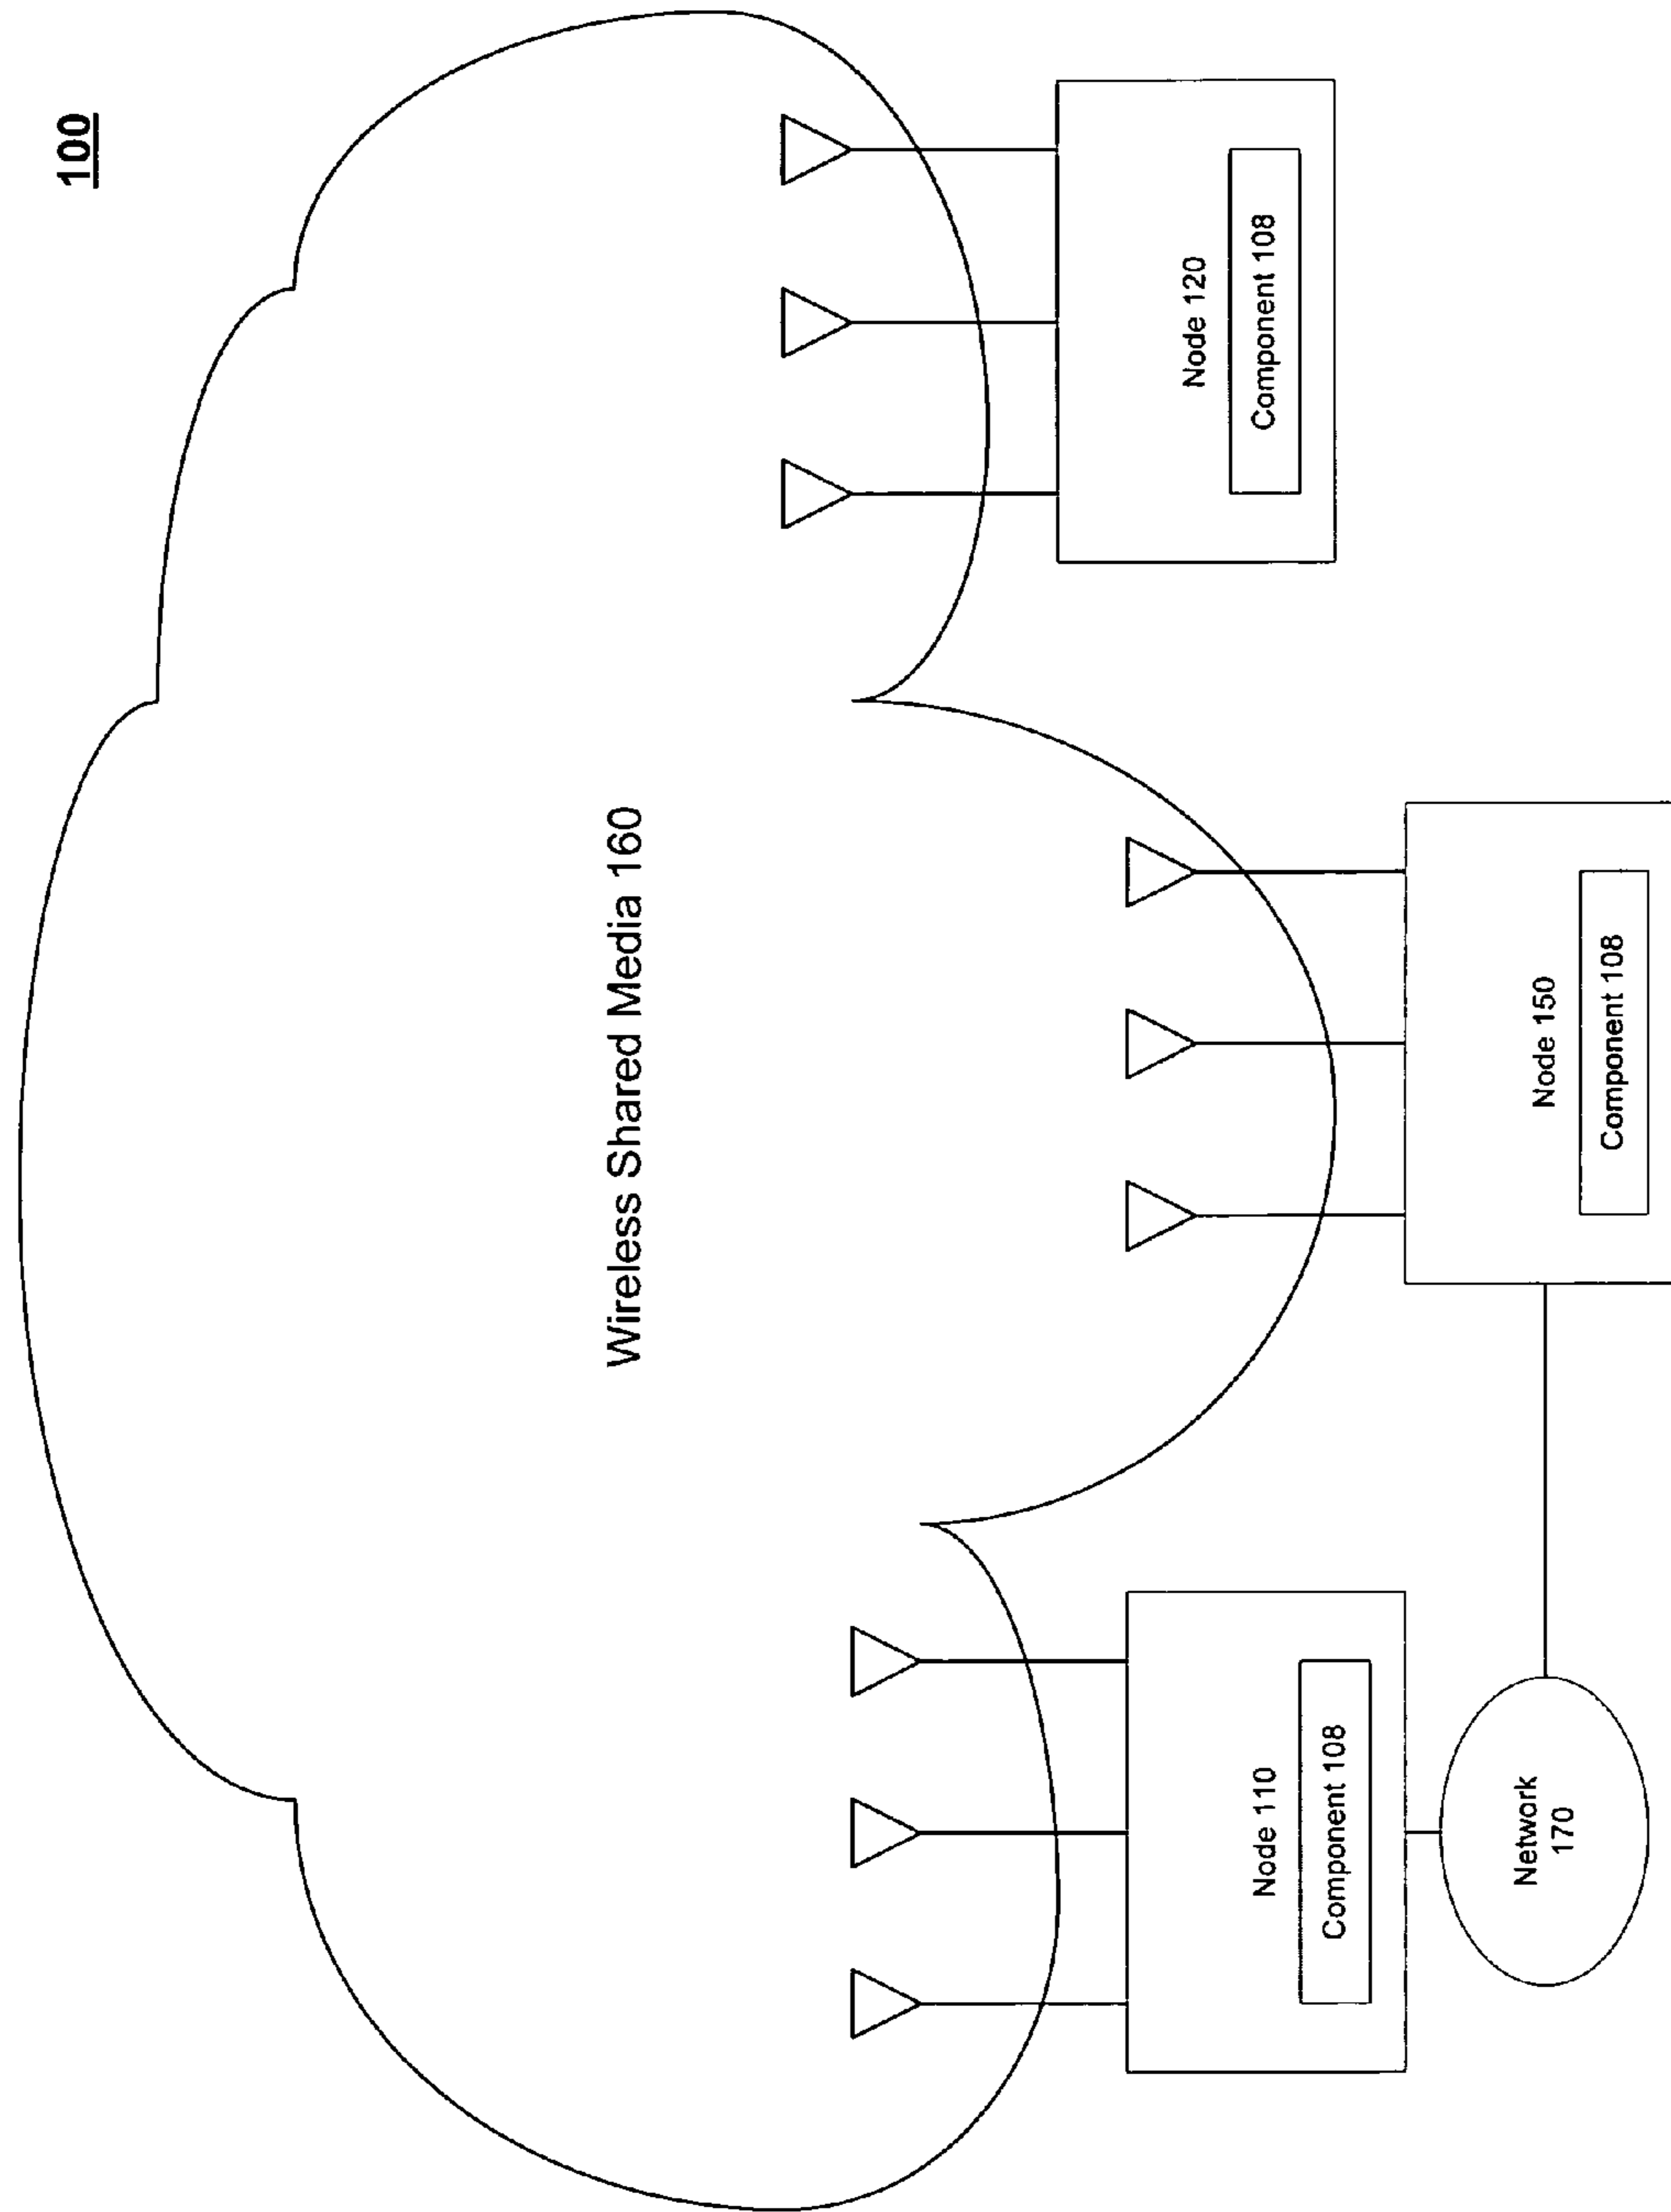 100
Wireless Shared Media 160
Node 110
Component 108
Network
170
Node 150
Component 108
Node 120
Component 108